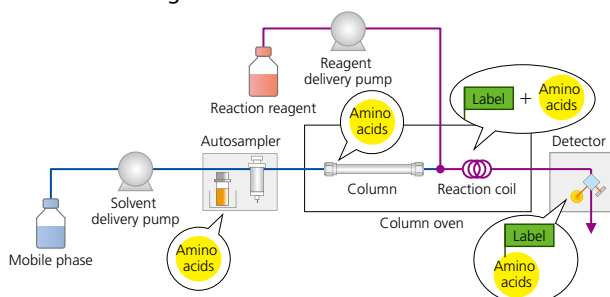 Reagent
delivery pump
Reaction reagent
Label + Amino
acids
Amino
acids
Autosampler
Detector
Column
Reaction coil
Solvent
delivery pump
Column oven
Mobile phase
Amino
acids
Label
Amino
acids